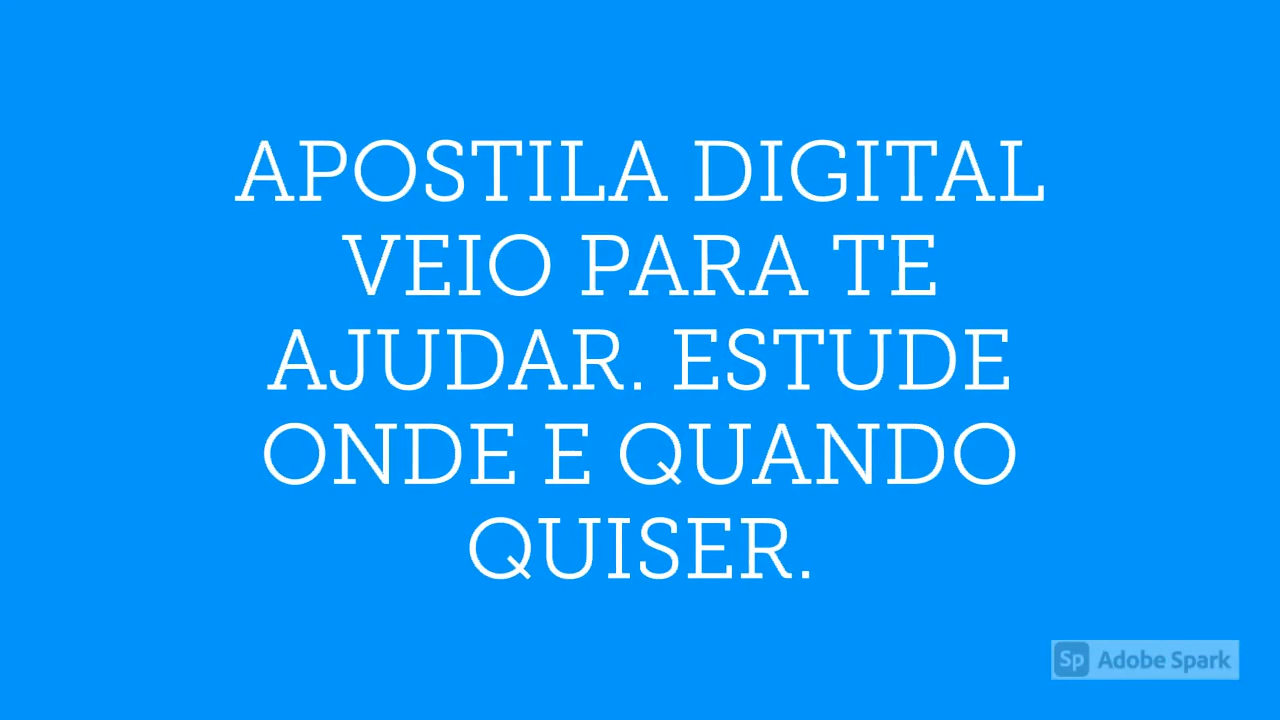 APOSTILA DIGITAL
VEIO PARA TE
AJUDAR. ESTUDE
ONDE E QUANDO
QUISER.
Sp Adobe Spark